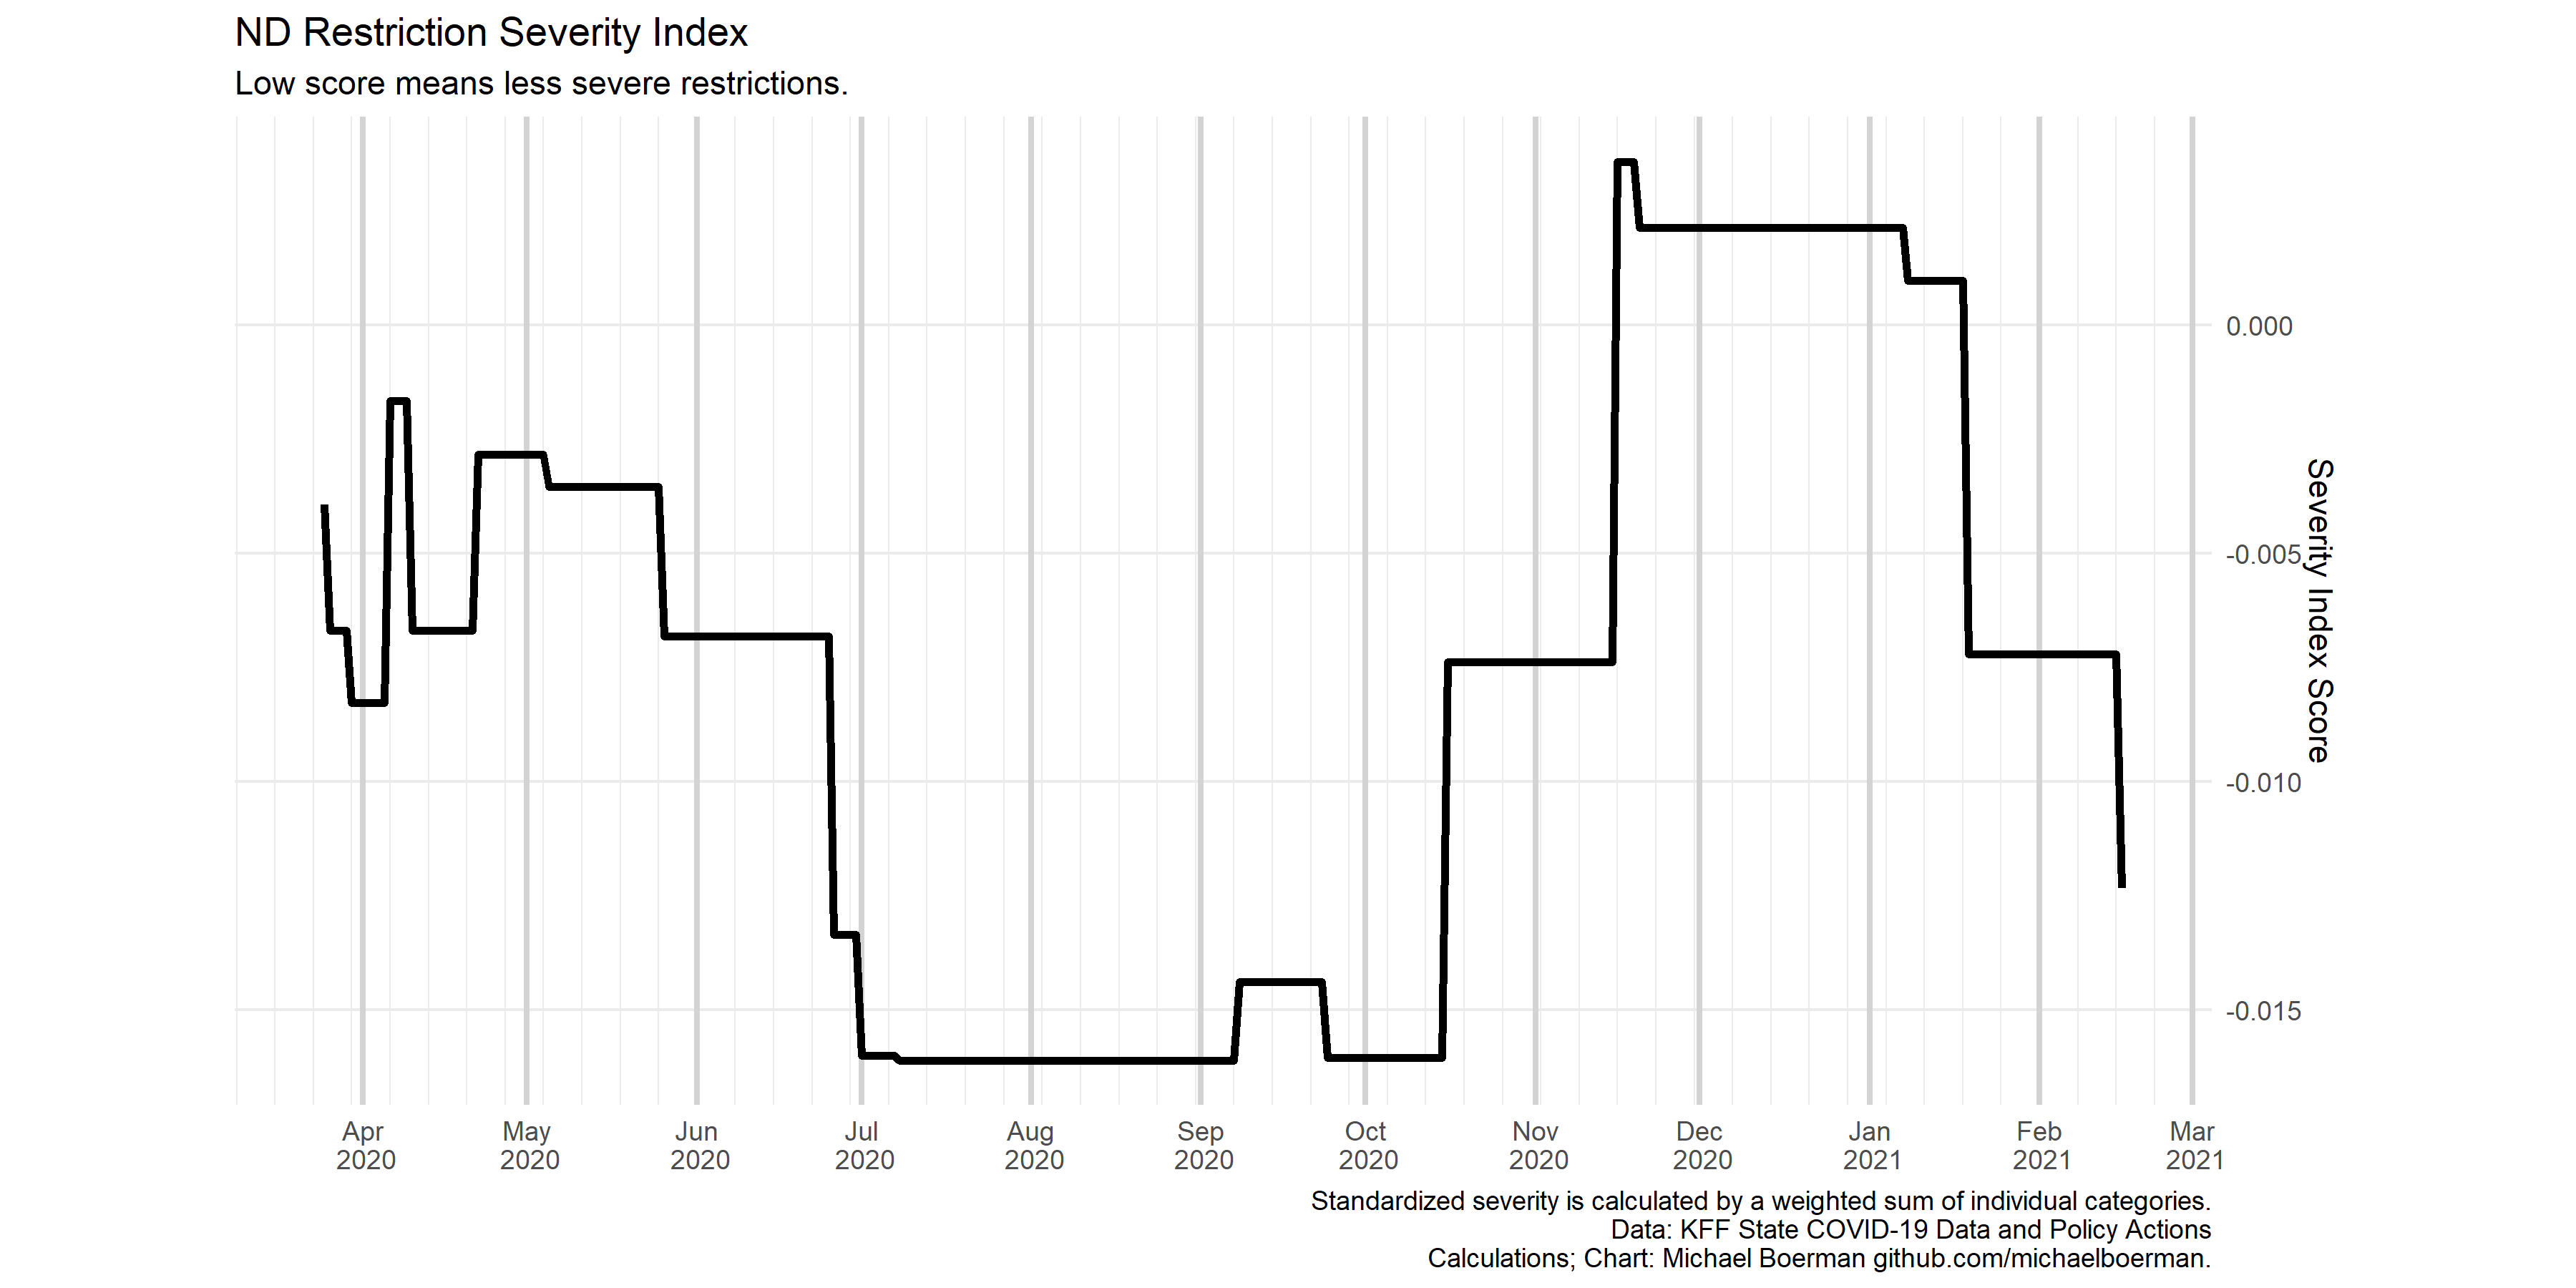 ND Restriction Severity Index
Low score means less severe restrictions.
0.000
-0.005
-0.010
-0.015
Severity Index Score
Apr
2020
May
2020
Jun
2020
Jul
2020
Aug
2020
Sep
2020
Oct
2020
Nov
2020
Dec
2020
Jan
2021
Feb
2021
Mar
2021
Standardized severity is calculated by a weighted sum of individual categories.
Data: KFF State COVID-19 Data and Policy Actions
Calculations; Chart: Michael Boerman github.com/michaelboerman.